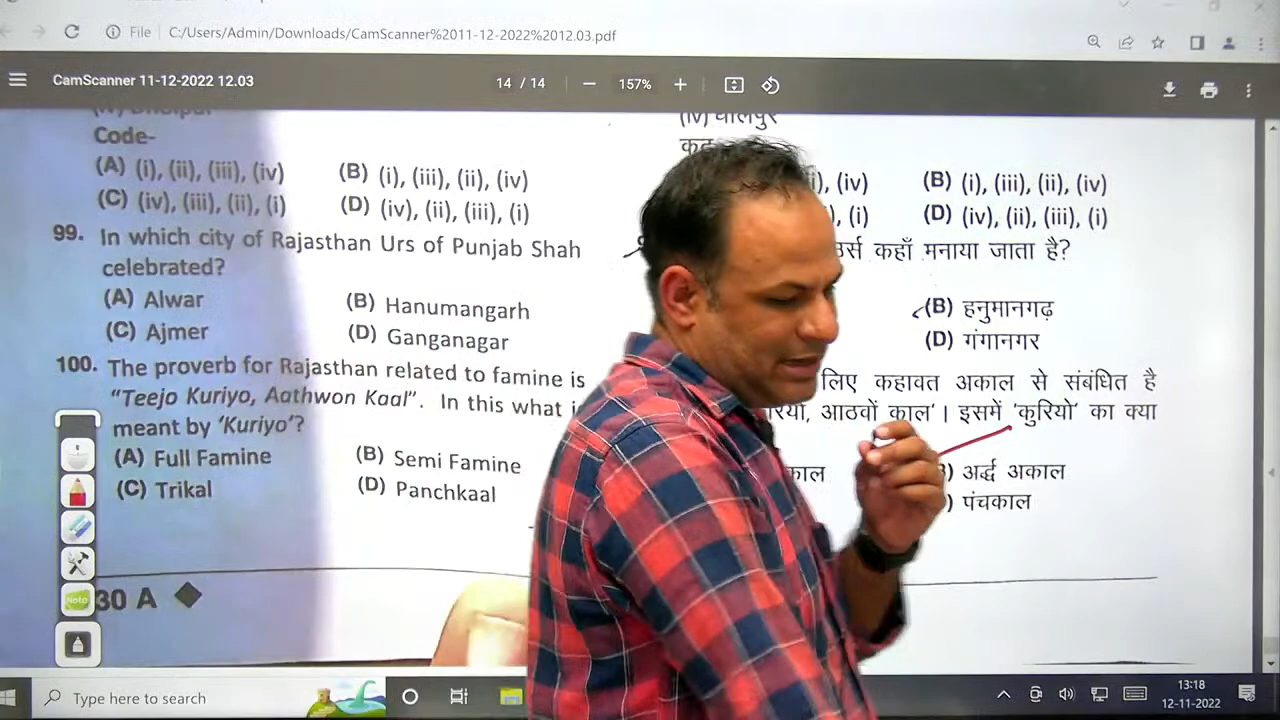 File
C:/Users/Admin/Downloads/CamScanner%2011-12-2022%2012.03.pdf
CamScanner 11-12-2022 12.03
14 / 14
157%
Code-
(A) (i), (ii), (iii), (iv)
(B) (i), (iii), (ii), (iv)
(C) (iv), (iii), (ii), (i)
(D) (iv), (ii), (iii), (i)
99. In which city of Rajasthan Urs of Punjab Shah
celebrated?
(A) Alwar
(B) Hanumangarh
(C) Ajmer
(D) Ganganagar
100. The proverb for Rajasthan related to famine is
"Teejo Kuriyo, Aathwon Kaal". In this what
meant by 'Kuriyo'?
(A) Full Famine
(B) Semi Famine
(C) Trikal
(D) Panchkaal
30 A
(iv) धौलपुर
, (iv)
(B) (i), (iii), (ii), (iv)
, (i)
(D) (iv), (ii), (iii), (i)
उर्स कहाँ मनाया जाता है?
(B) हनुमानगढ़
(D) गंगानगर
लिए कहावत अकाल से संबंधित है
आठवों काल'। इसमें 'कुरियो' का क्या
काल
) अर्द्ध अकाल
) पंचकाल
Note
Type here to search
13:18
12-11-2022